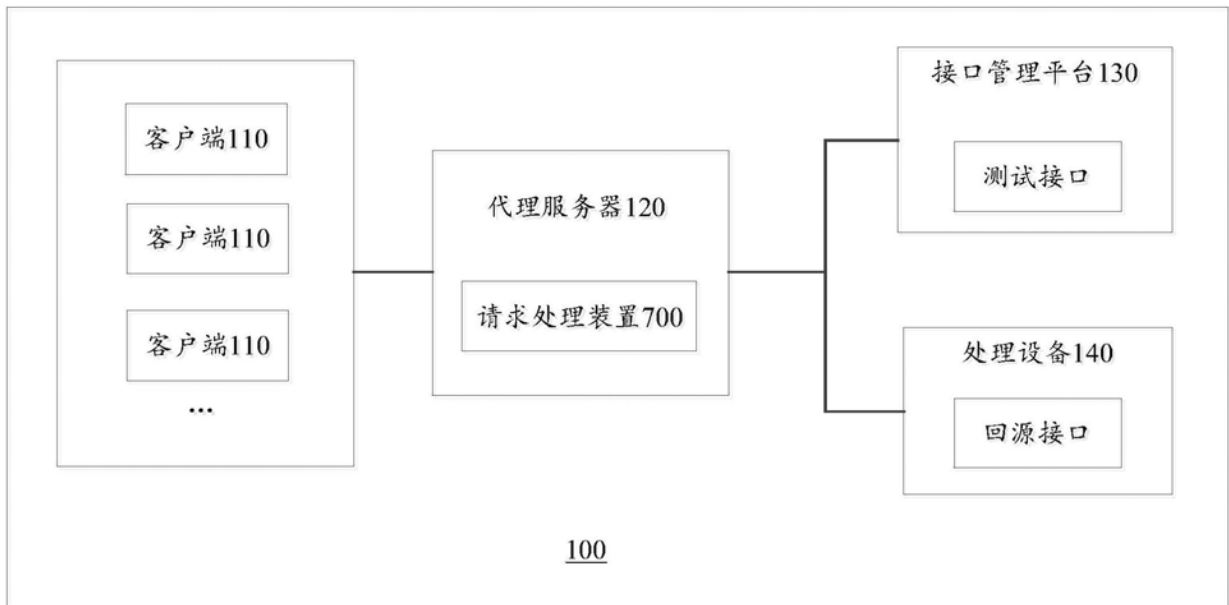 客户端110
客户端110
客户端110
...
代理服务器120
请求处理装置700
接口管理平台130
测试接口
处理设备140
回源接口
100